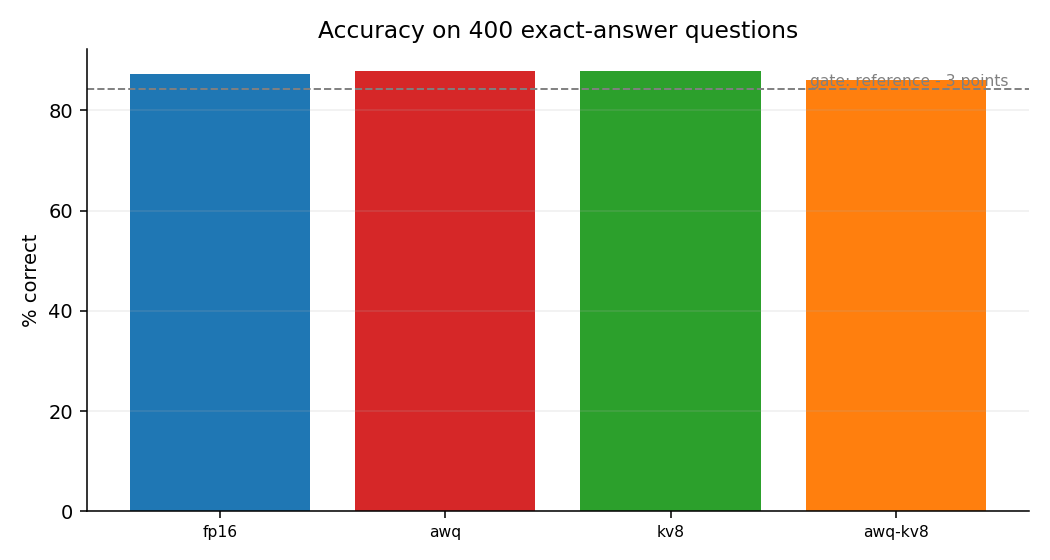 Accuracy on 400 exact-answer questions
gate: reference - 3 points
% correct
80
60
40
20
0
fp16
awq
kv8
awq-kv8